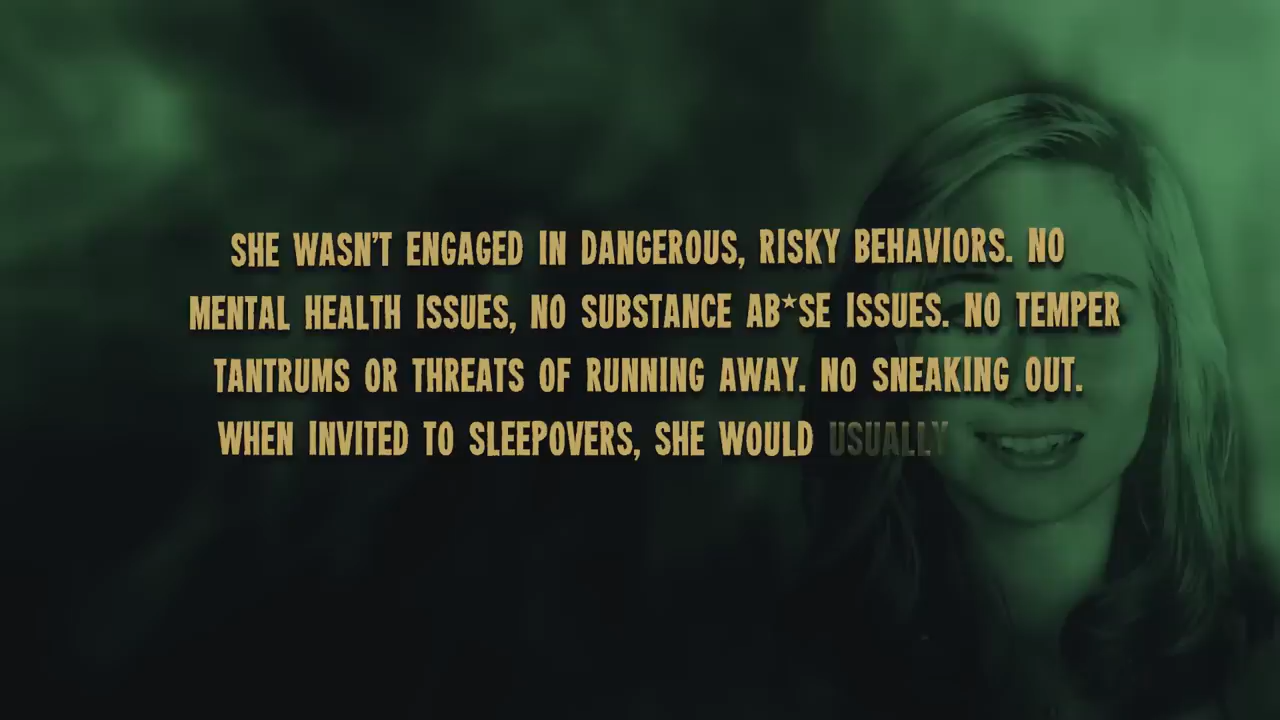 SHE WASN'T ENGAGED IN DANGEROUS, RISKY BEHAVIORS. NO
MENTAL HEALTH ISSUES, NO SUBSTANCE AB*SE ISSUES. NO TEMPER
TANTRUMS OR THREATS OF RUNNING AWAY. NO SNEAKING OUT.
WHEN INVITED TO SLEEPOVERS, SHE WOULD USUALLY